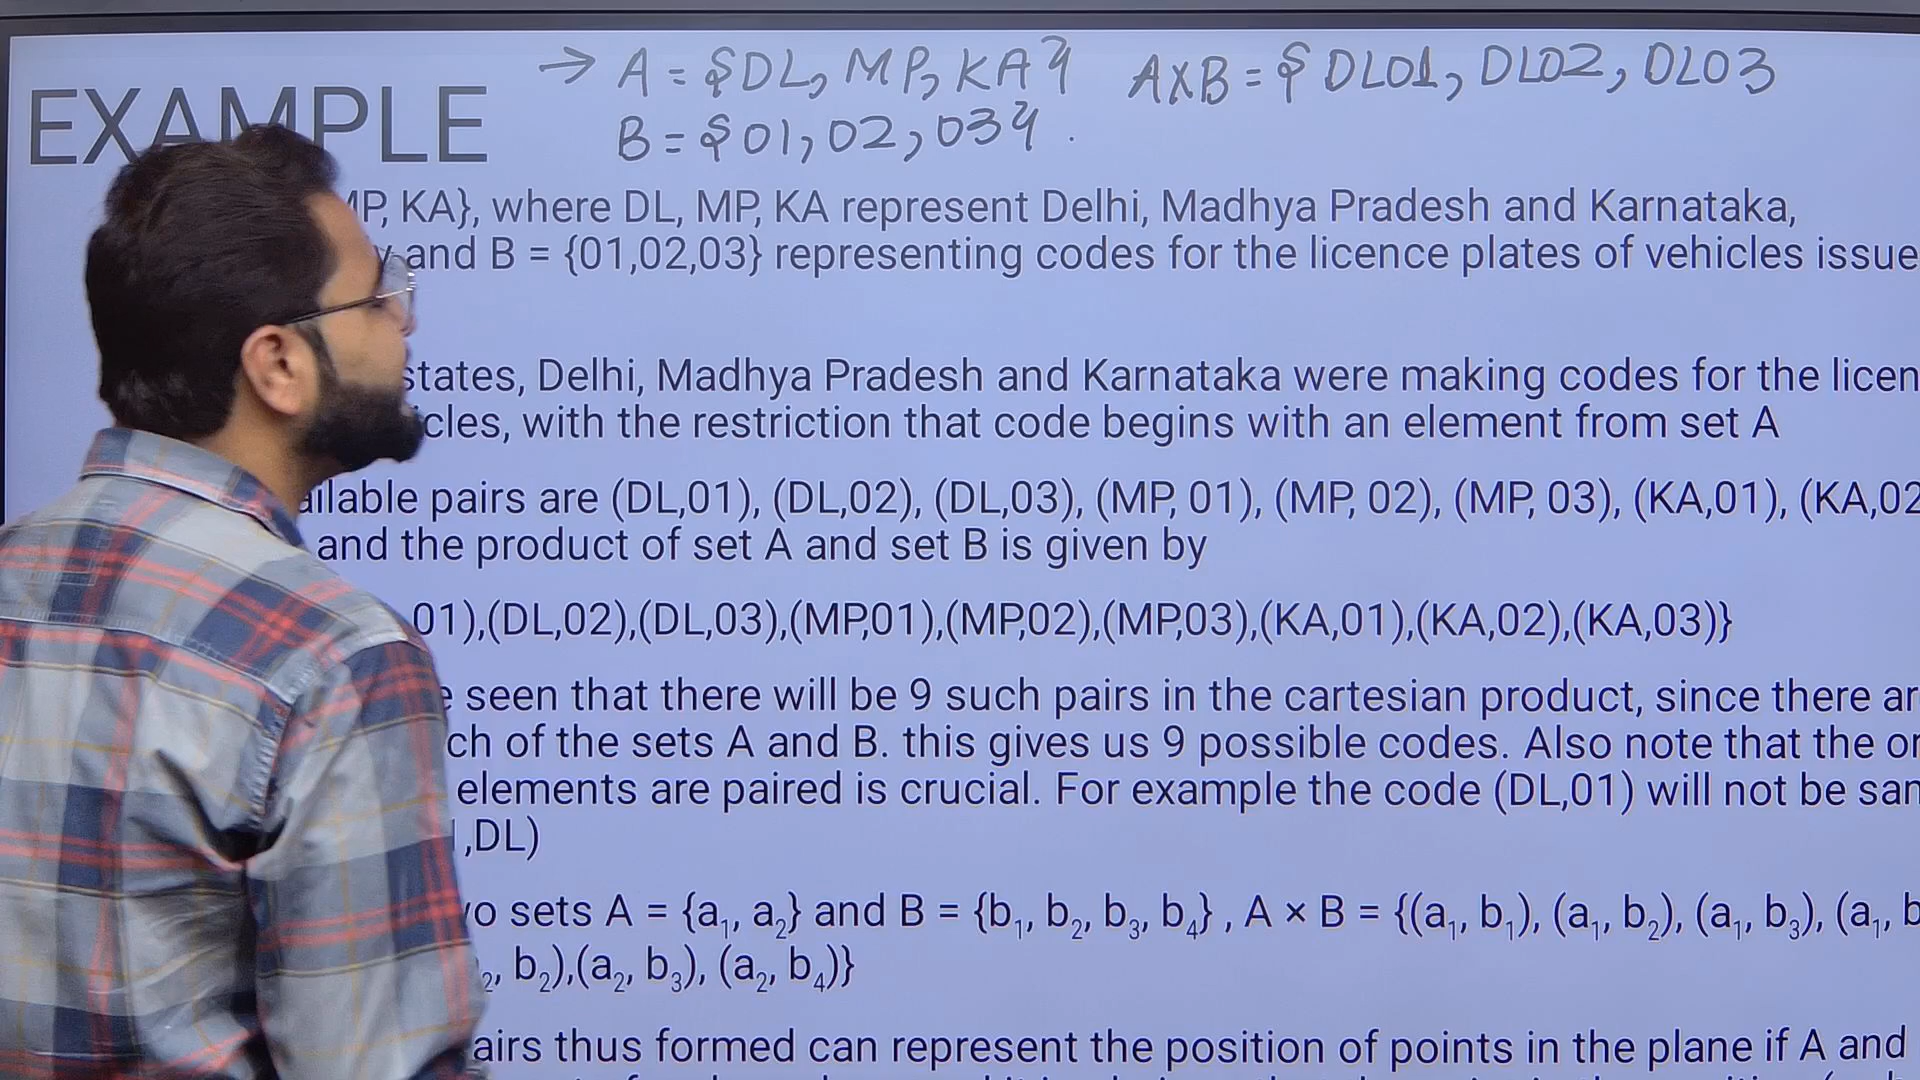 → A = {DL, MP, KA} A×B = { DL01, DL02, DL03
EXAMPLE
B = {01, 02, 03}.
MP, KA}, where DL, MP, KA represent Delhi, Madhya Pradesh and Karnataka,
y and B = {01,02,03} representing codes for the licence plates of vehicles issue
states, Delhi, Madhya Pradesh and Karnataka were making codes for the licen
cles, with the restriction that code begins with an element from set A
ailable pairs are (DL,01), (DL,02), (DL,03), (MP, 01), (MP, 02), (MP, 03), (KA,01), (KA,02
and the product of set A and set B is given by
01),(DL,02),(DL,03),(MP,01),(MP,02),(MP,03),(KA,01),(KA,02),(KA,03)}
e seen that there will be 9 such pairs in the cartesian product, since there ar
ch of the sets A and B. this gives us 9 possible codes. Also note that the or
elements are paired is crucial. For example the code (DL,01) will not be sam
,DL)
o sets A = {a₁, a₂} and B = {b₁, b₂, b₃, b₄} , A × B = {(a₁, b₁), (a₁, b₂), (a₁, b₃), (a₁, b
₂, b₂),(a₂, b₃), (a₂, b₄)}
airs thus formed can represent the position of points in the plane if A and